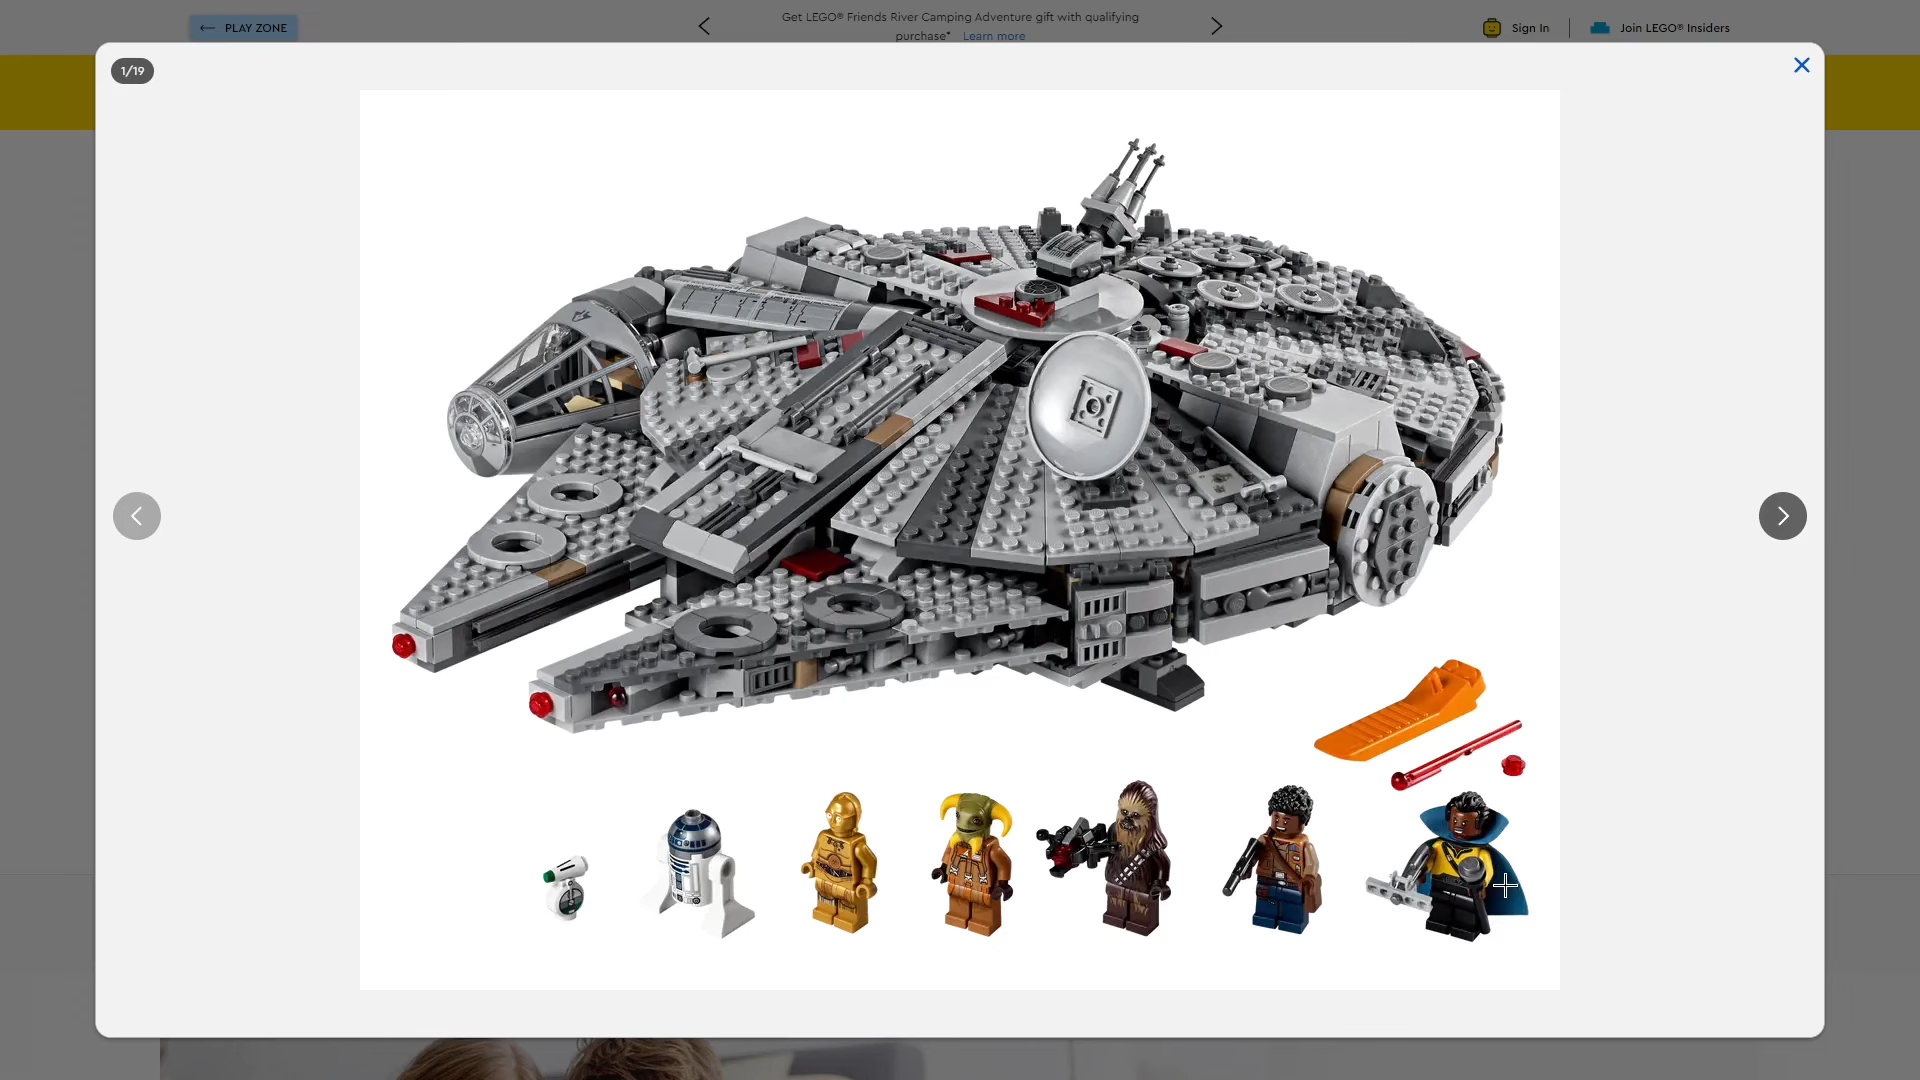 PLAY ZONE
Get LEGO® Friends River Camping Adventure gift with qualifying
purchase* Learn more
Sign In
Join LEGO® Insiders
1/19